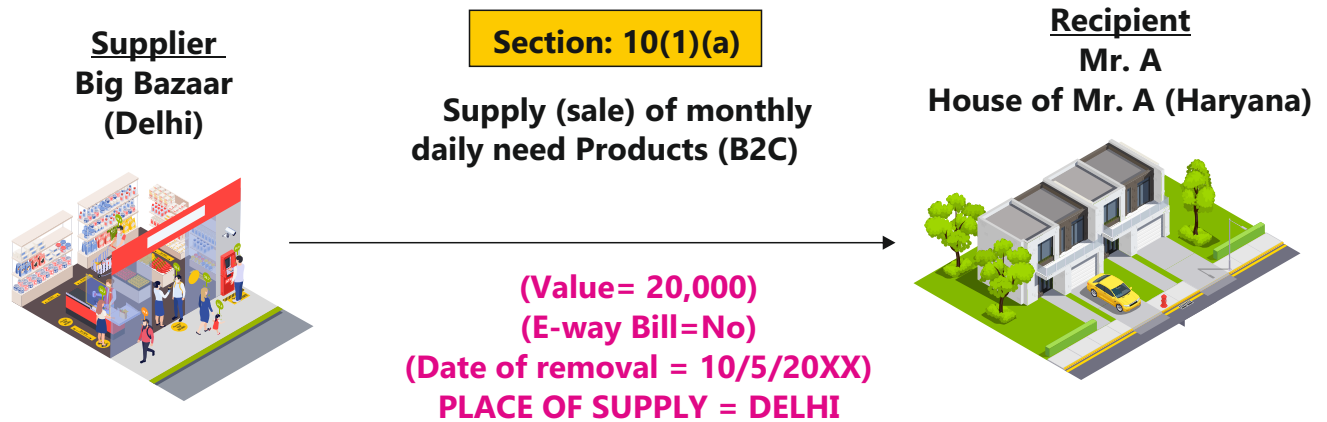 Supplier
Big Bazaar
(Delhi)
Section: 10(1)(a)
Supply (sale) of monthly
daily need Products (B2C)
(Value= 20,000)
(E-way Bill=No)
(Date of removal = 10/5/20XX)
PLACE OF SUPPLY = DELHI
Recipient
Mr. A
House of Mr. A (Haryana)